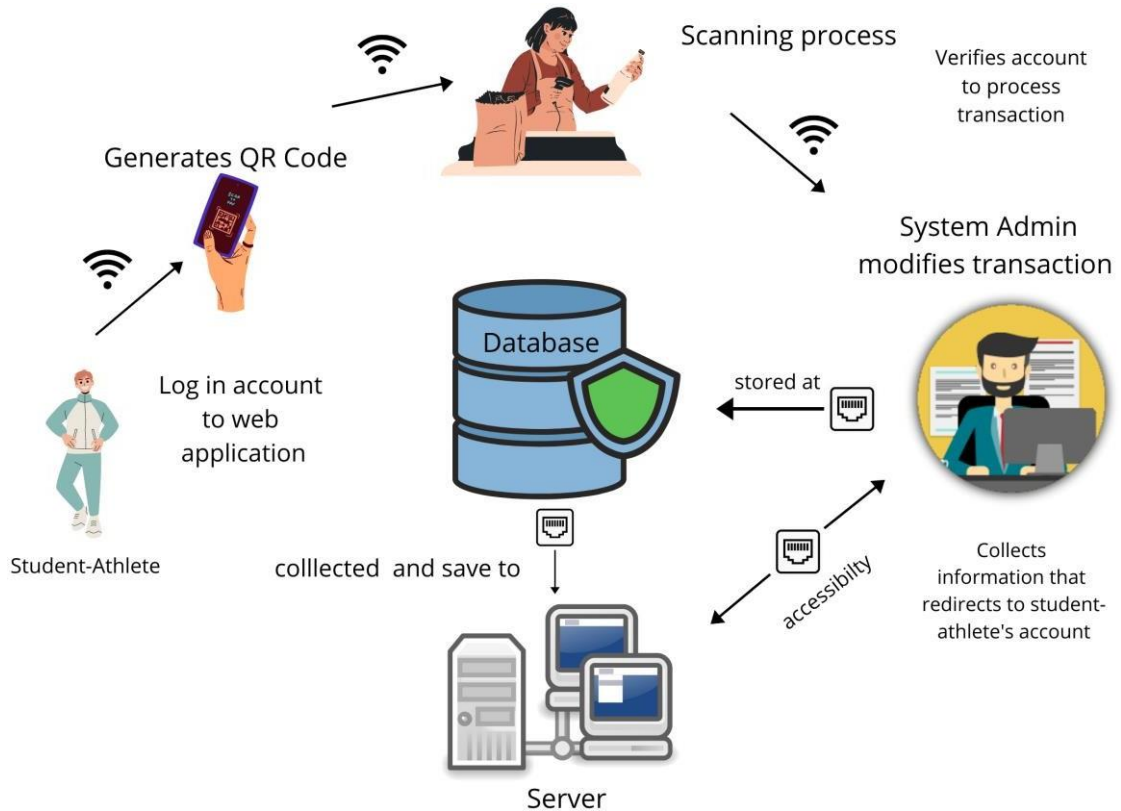 Scanning process
Verifies account
to process
transaction
Generates QR Code
System Admin
modifies transaction
Database
stored at
Log in account
to web
application
Student-Athlete
colllected and save to
accessibilty
Collects
information that
redirects to student-
athlete's account
Server